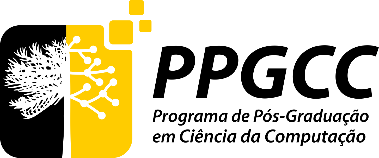 PPGCC
Programa de Pós-Graduação
em Ciência da Computação